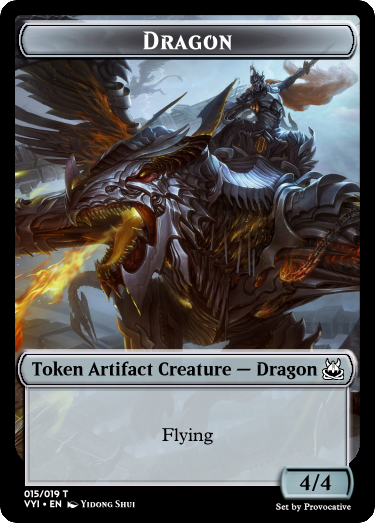 Dragon
Token Artifact Creature — Dragon
Flying
4/4
015/019 T
VYI • EN Yidong Shui
Set by Provocative